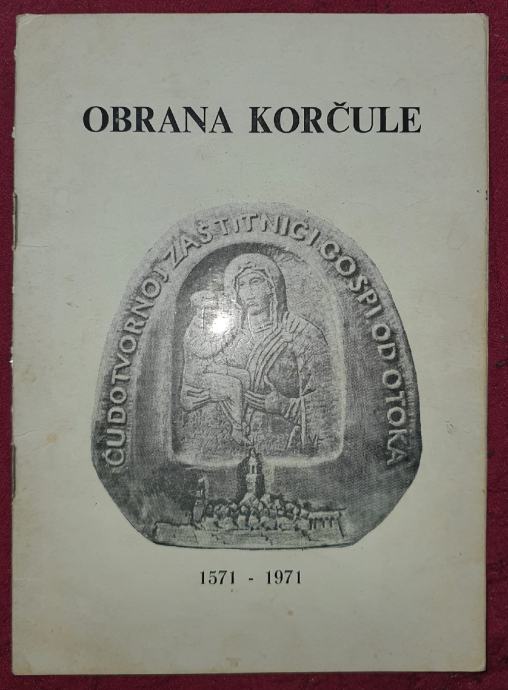 OBRANA KORČULE
ČUDOTVORNOJ ZAŠTITNICI GOSPI OD OTOKA
1571 - 1971